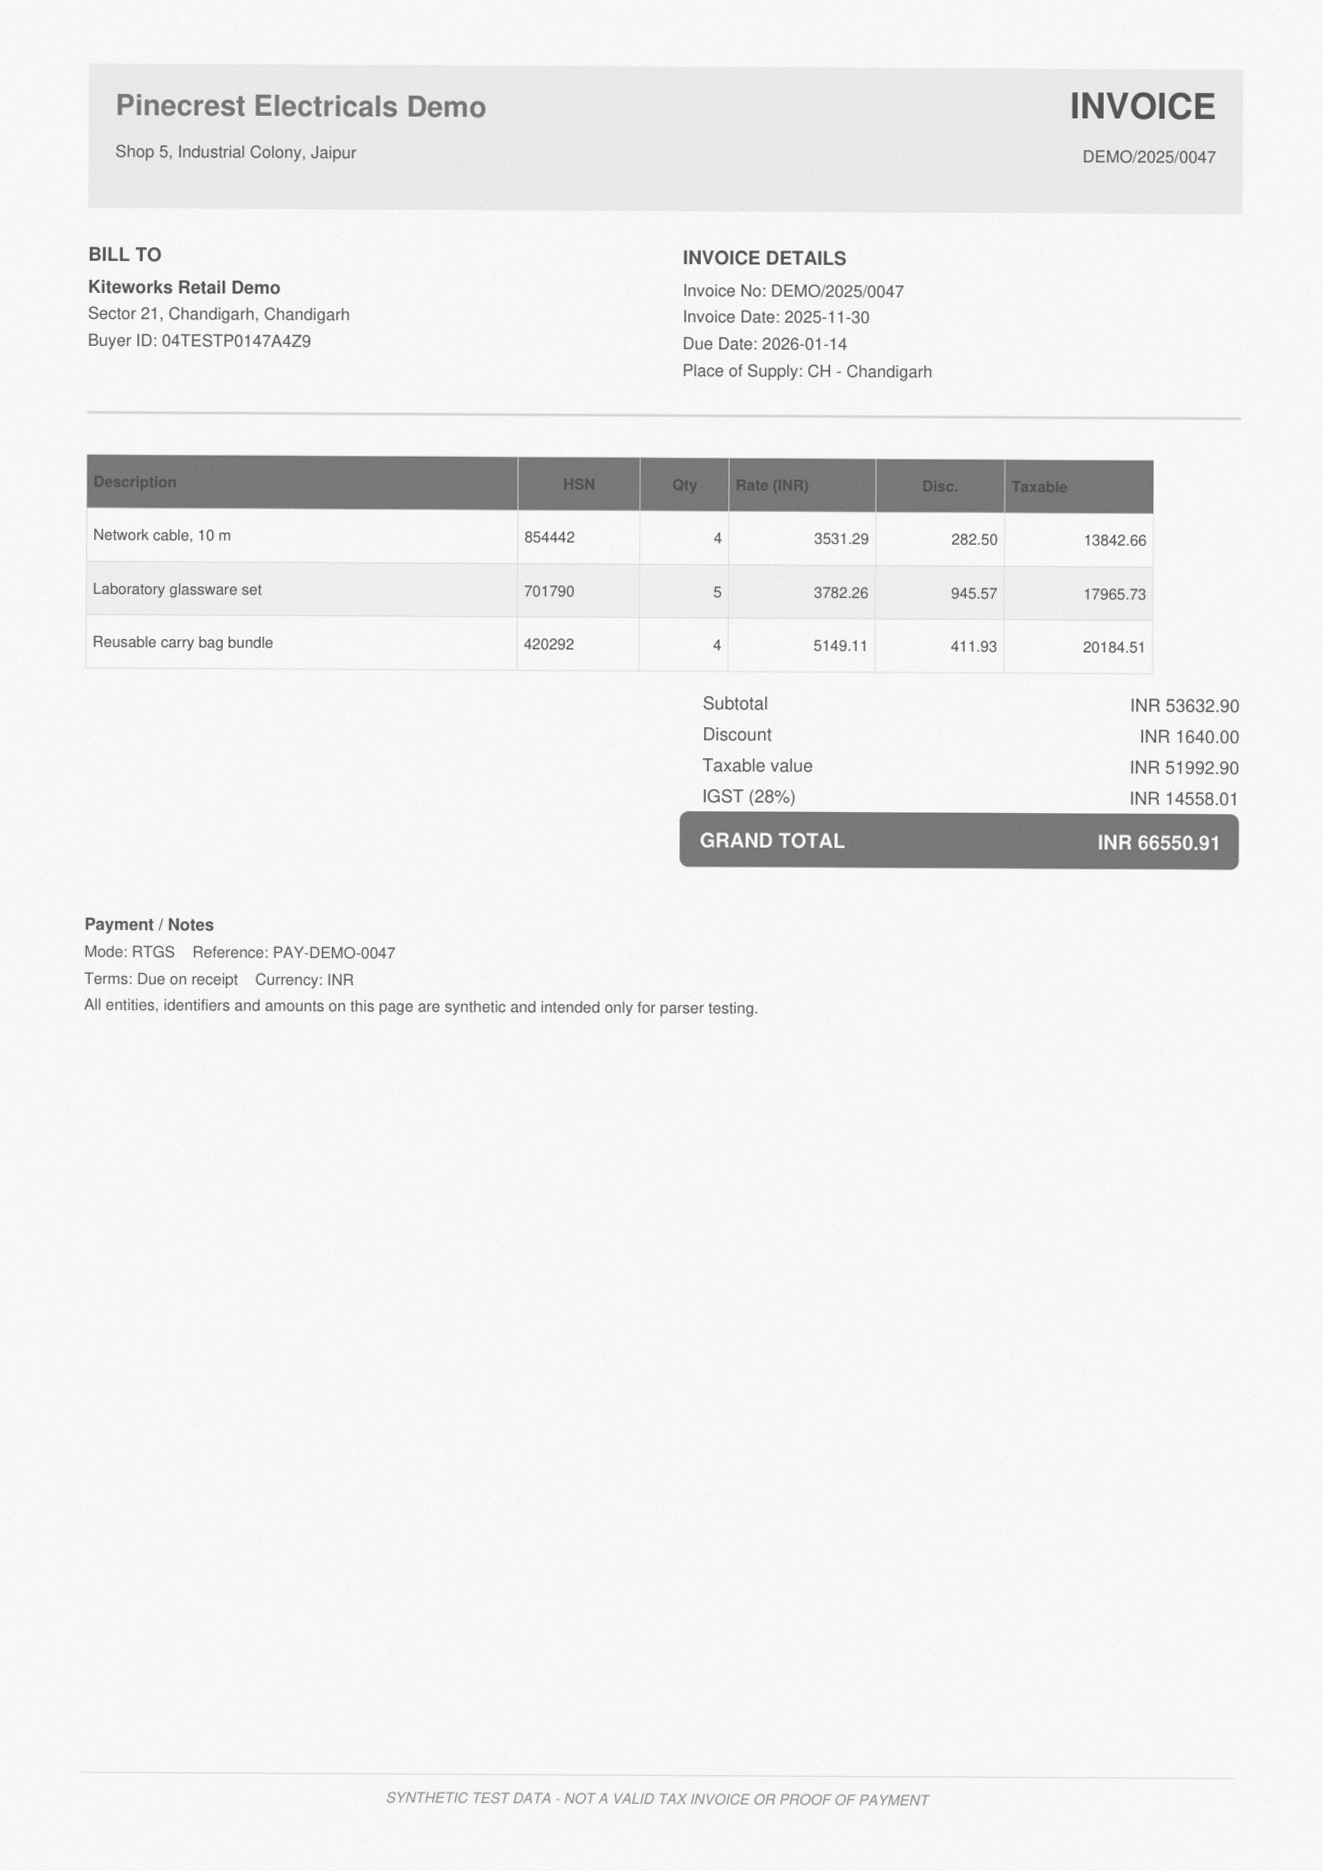 Pinecrest Electricals Demo
INVOICE
Shop 5, Industrial Colony, Jaipur
DEMO/2025/0047
BILL TO
Kiteworks Retail Demo
Sector 21, Chandigarh, Chandigarh
Buyer ID: 04TESTP0147A4Z9
INVOICE DETAILS
Invoice No: DEMO/2025/0047
Invoice Date: 2025-11-30
Due Date: 2026-01-14
Place of Supply: CH - Chandigarh
Description HSN Qty Rate (INR) Disc. Taxable
Network cable, 10 m 854442 4 3531.29 282.50 13842.66
Laboratory glassware set 701790 5 3782.26 945.57 17965.73
Reusable carry bag bundle 420292 4 5149.11 411.93 20184.51
Subtotal INR 53632.90
Discount INR 1640.00
Taxable value INR 51992.90
IGST (28%) INR 14558.01
GRAND TOTAL INR 66550.91
Payment / Notes
Mode: RTGS Reference: PAY-DEMO-0047
Terms: Due on receipt Currency: INR
All entities, identifiers and amounts on this page are synthetic and intended only for parser testing.
SYNTHETIC TEST DATA - NOT A VALID TAX INVOICE OR PROOF OF PAYMENT